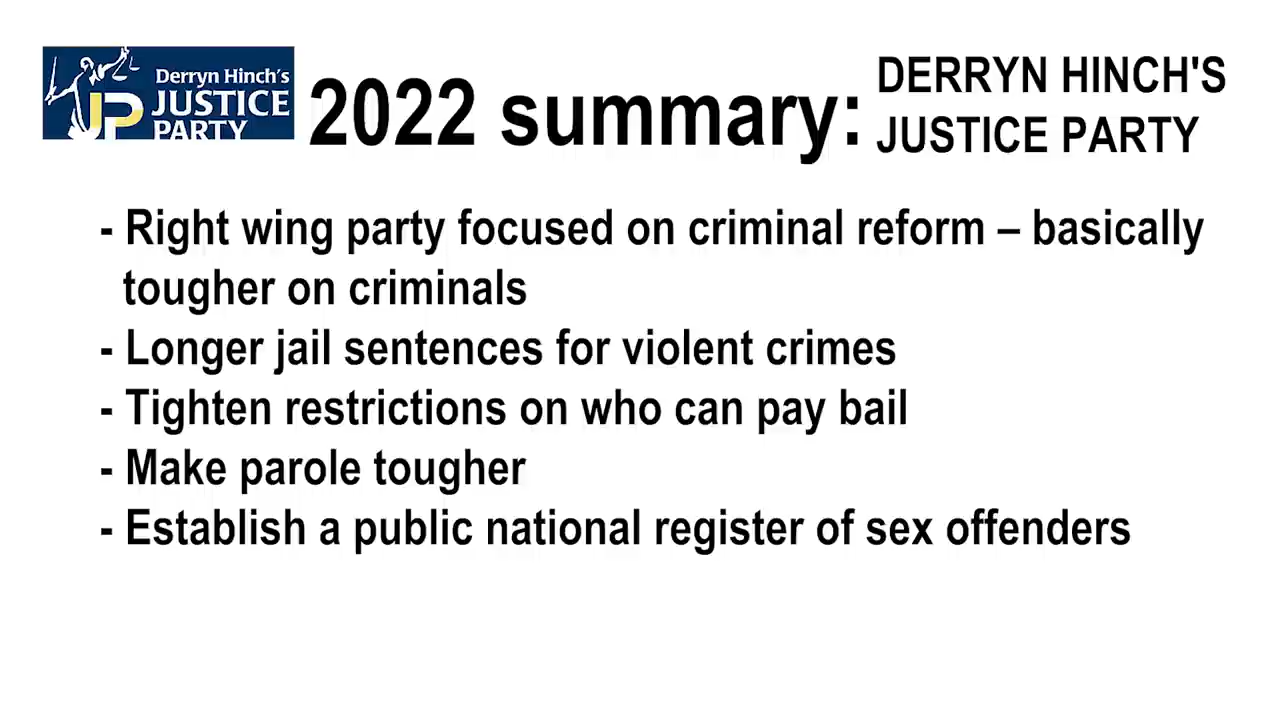 Derryn Hinch's
JUSTICE
PARTY
JP
2022 summary:
DERRYN HINCH'S
JUSTICE PARTY
- Right wing party focused on criminal reform – basically
tougher on criminals
- Longer jail sentences for violent crimes
- Tighten restrictions on who can pay bail
- Make parole tougher
- Establish a public national register of sex offenders